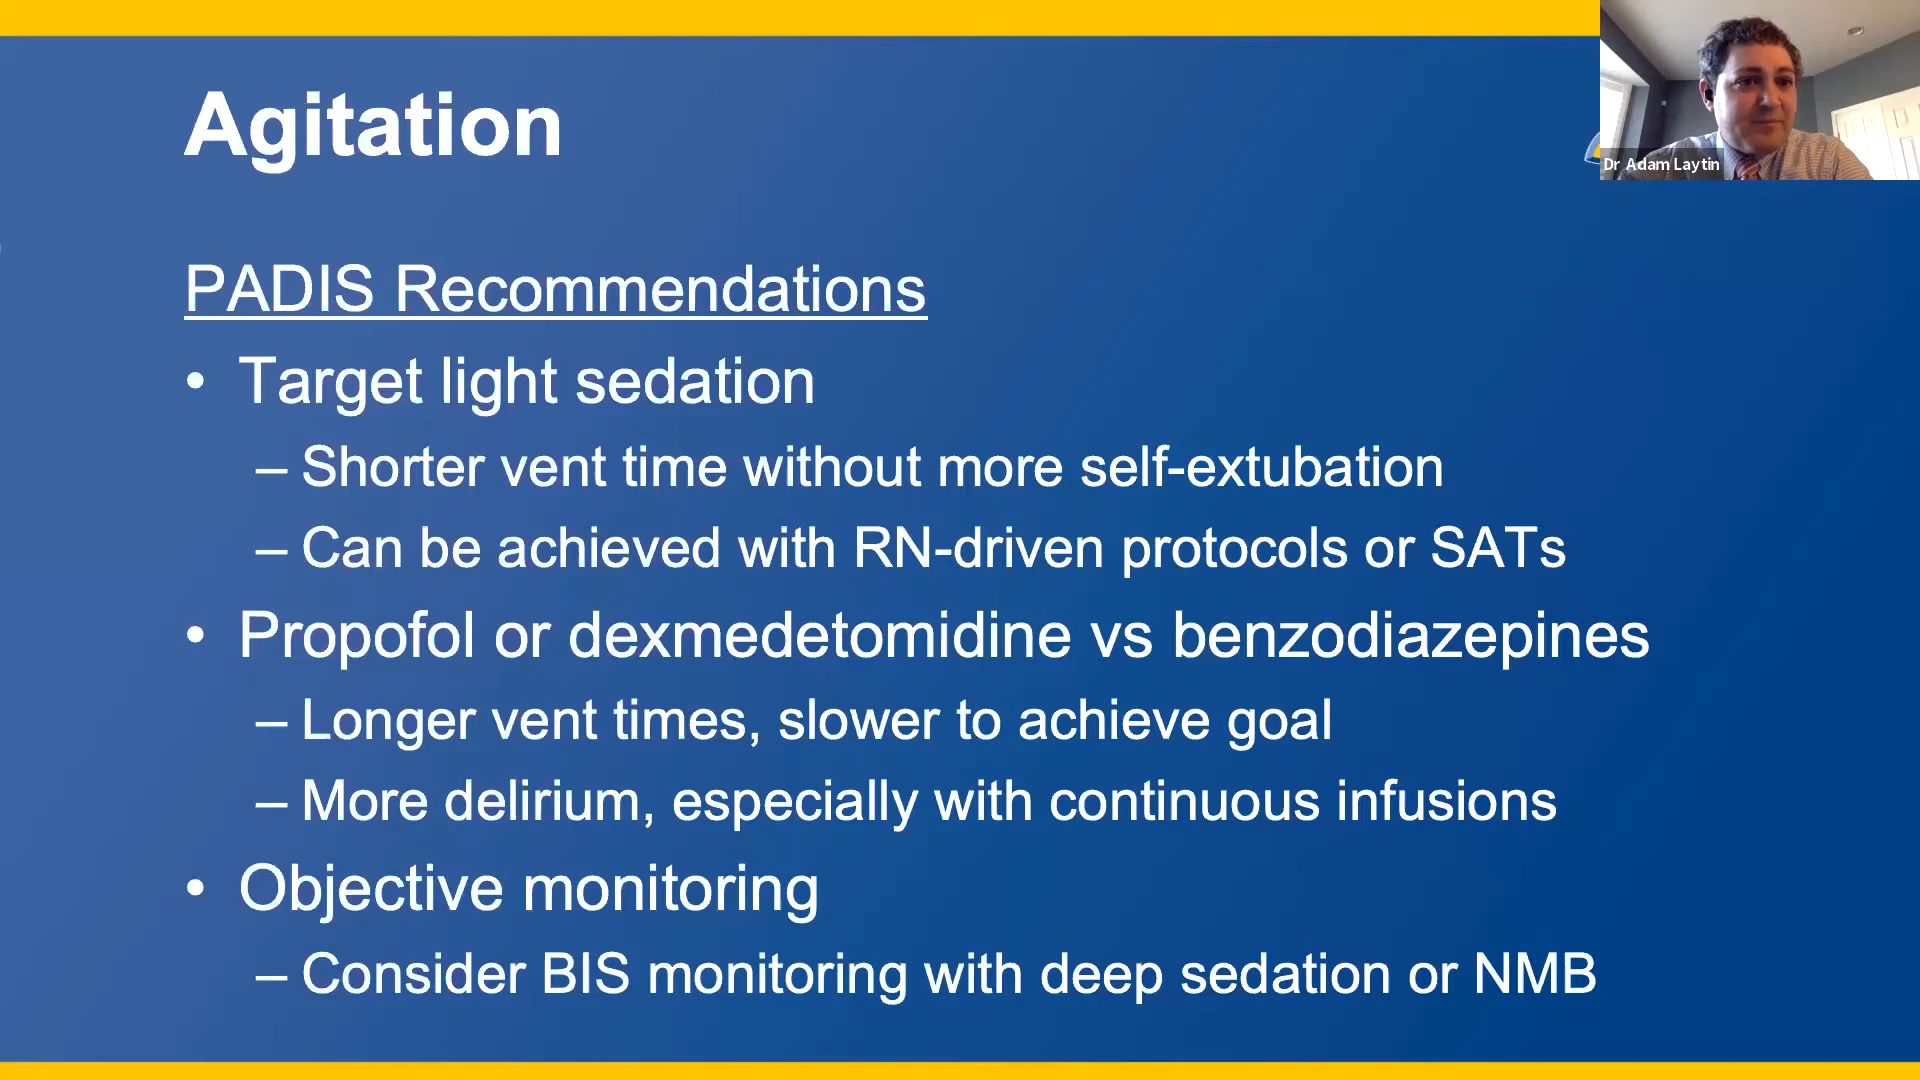 Agitation
Dr Adam Laytin
PADIS Recommendations
• Target light sedation
– Shorter vent time without more self-extubation
– Can be achieved with RN-driven protocols or SATs
• Propofol or dexmedetomidine vs benzodiazepines
– Longer vent times, slower to achieve goal
– More delirium, especially with continuous infusions
• Objective monitoring
– Consider BIS monitoring with deep sedation or NMB